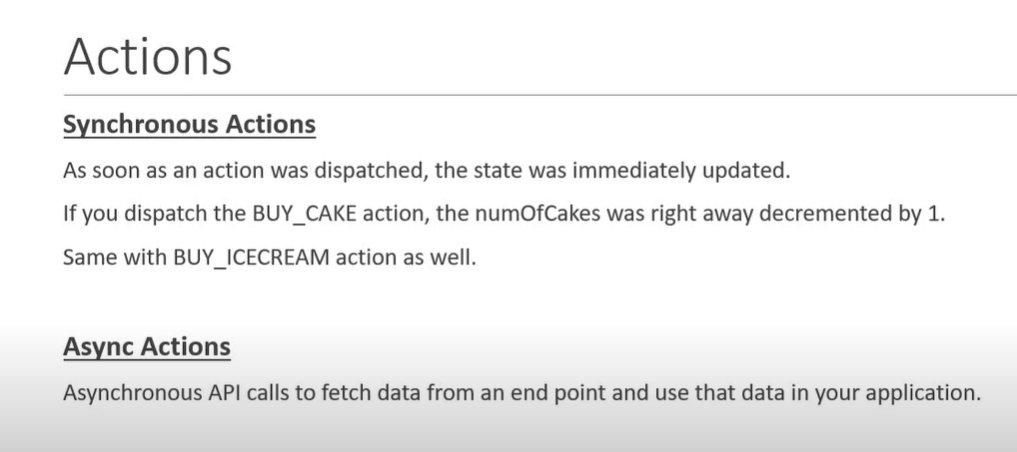 Actions
Synchronous Actions
As soon as an action was dispatched, the state was immediately updated.
If you dispatch the BUY_CAKE action, the numOfCakes was right away decremented by 1.
Same with BUY_ICECREAM action as well.
Async Actions
Asynchronous API calls to fetch data from an end point and use that data in your application.